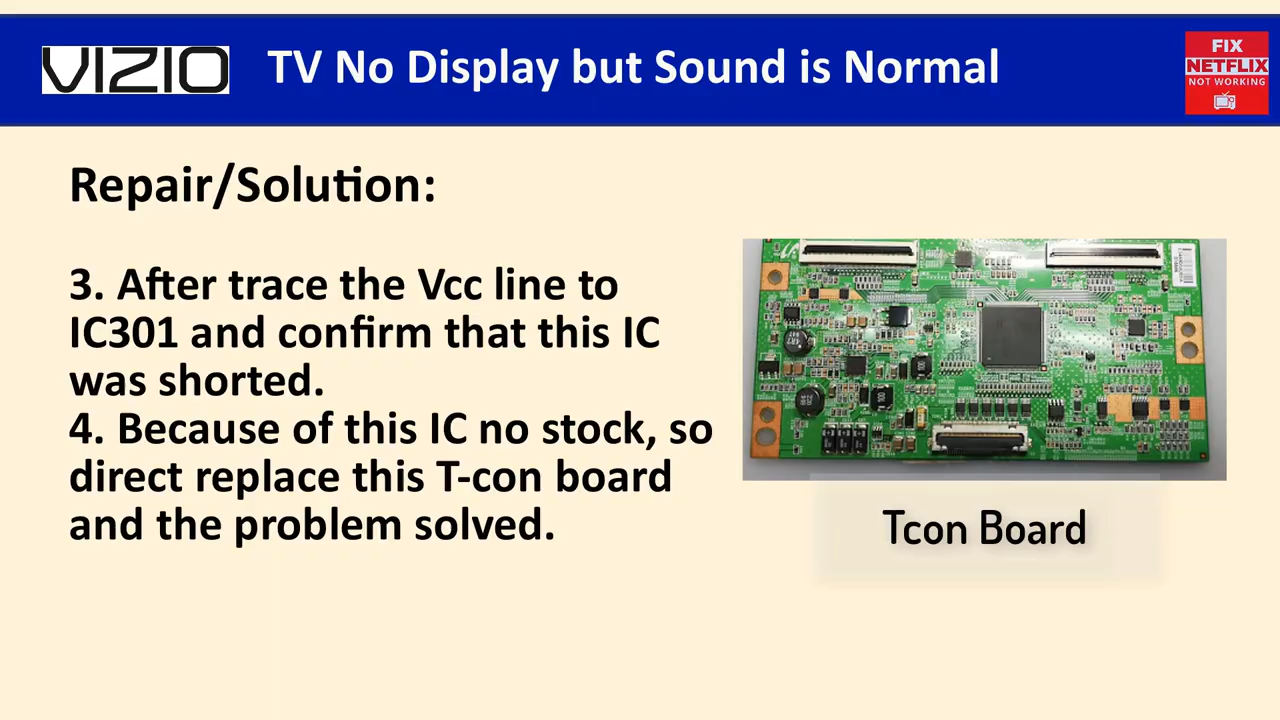 VIZIO TV No Display but Sound is Normal
FIX
NETFLIX
NOT WORKING
Repair/Solution:
3. After trace the Vcc line to
IC301 and confirm that this IC
was shorted.
4. Because of this IC no stock, so
direct replace this T-con board
and the problem solved.
Tcon Board